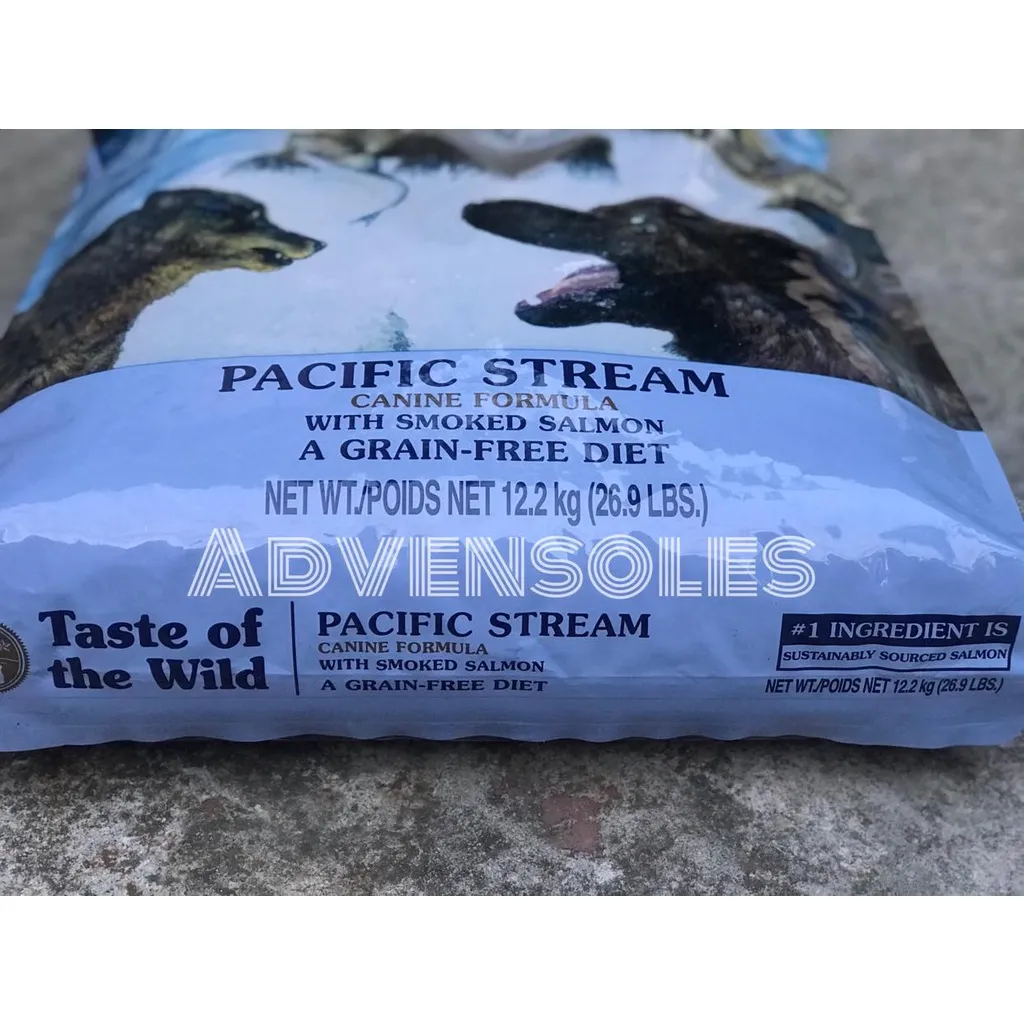 PACIFIC STREAM
CANINE FORMULA
WITH SMOKED SALMON
A GRAIN-FREE DIET
NET WT./POIDS NET 12.2 kg (26.9 LBS.)
ADVENSOLES
Taste of
the Wild
PACIFIC STREAM
CANINE FORMULA
WITH SMOKED SALMON
A GRAIN-FREE DIET
#1 INGREDIENT IS
SUSTAINABLY SOURCED SALMON
NET WT./POIDS NET 12.2 kg (26.9 LBS.)